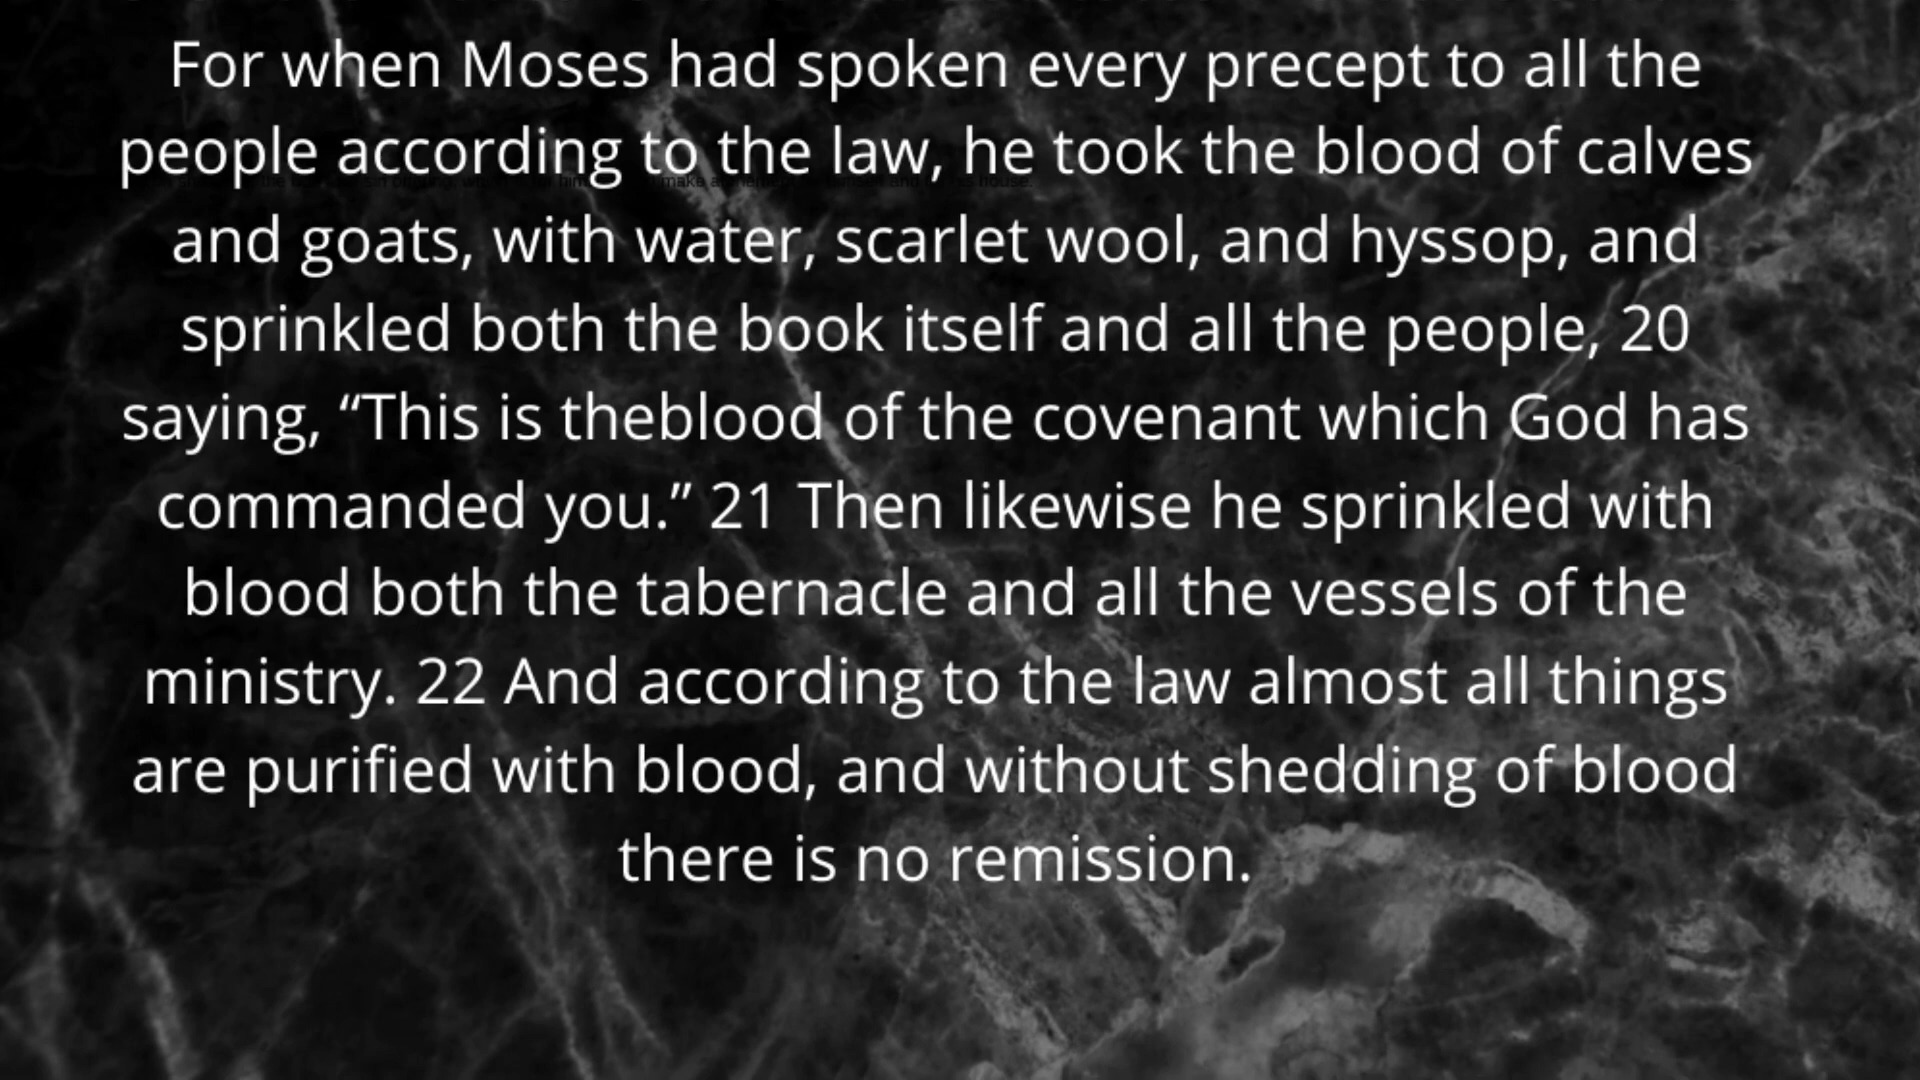 For when Moses had spoken every precept to all the
people according to the law, he took the blood of calves
and goats, with water, scarlet wool, and hyssop, and
sprinkled both the book itself and all the people, 20
saying, “This is theblood of the covenant which God has
commanded you.” 21 Then likewise he sprinkled with
blood both the tabernacle and all the vessels of the
ministry. 22 And according to the law almost all things
are purified with blood, and without shedding of blood
there is no remission.
make